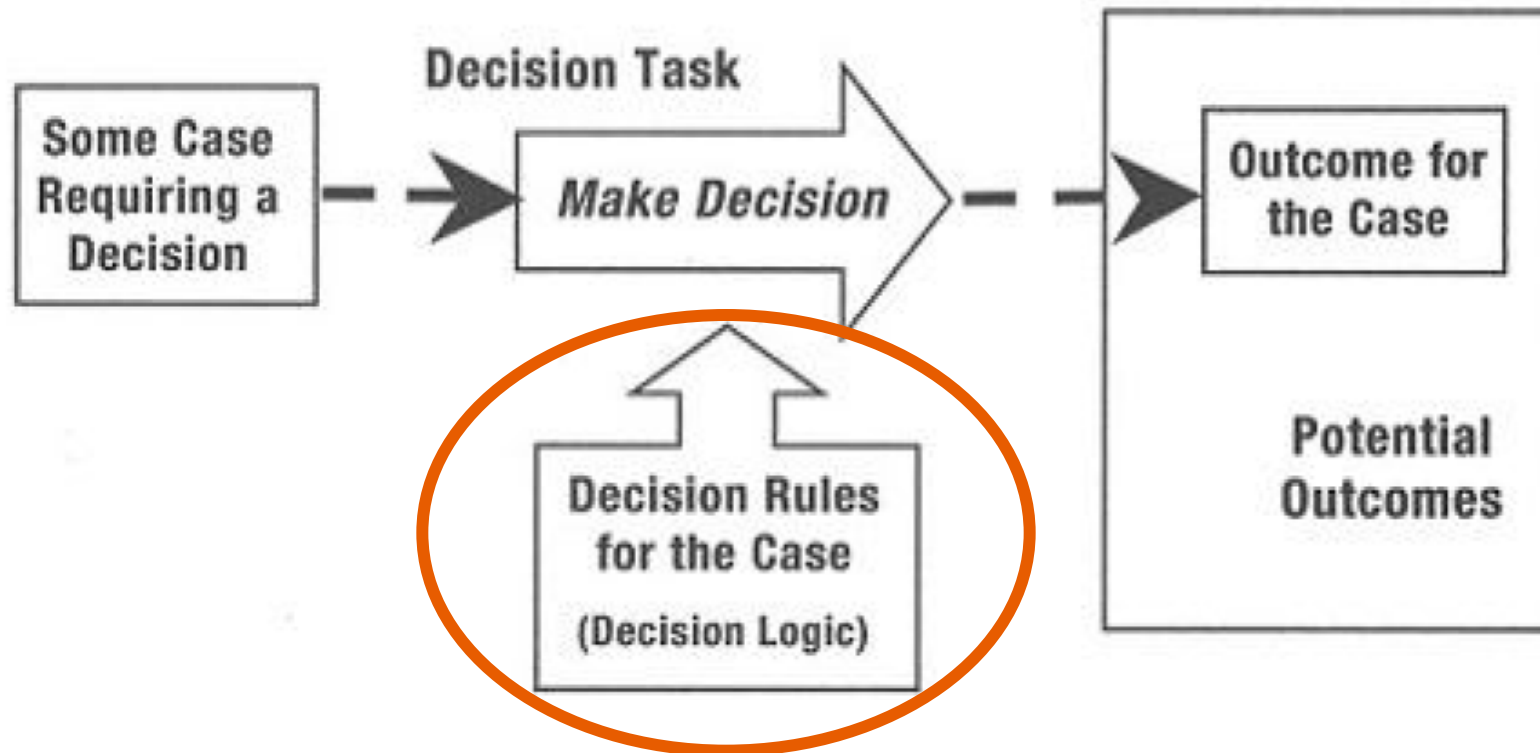 Decision Task
Some Case
Requiring a
Decision
Make Decision
Outcome for
the Case
Decision Rules
for the Case
(Decision Logic)
Potential
Outcomes